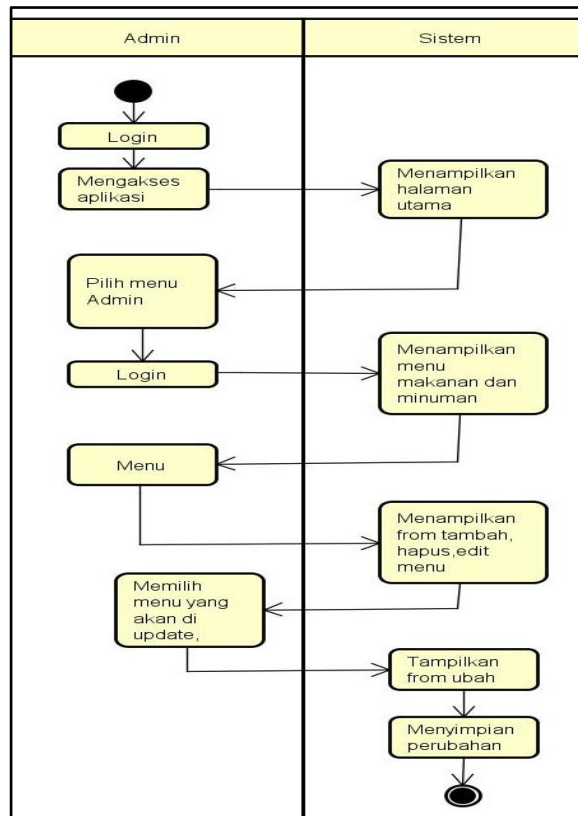 Admin
Sistem
Login
Mengakses
aplikasi
Menampilkan
halaman
utama
Pilih menu
Admin
Login
Menampilkan
menu
makanan dan
minuman
Menu
Menampilkan
from tambah,
hapus,edit
menu
Memilih
menu yang
akan di
update,
Tampilkan
from ubah
Menyimpian
perubahan